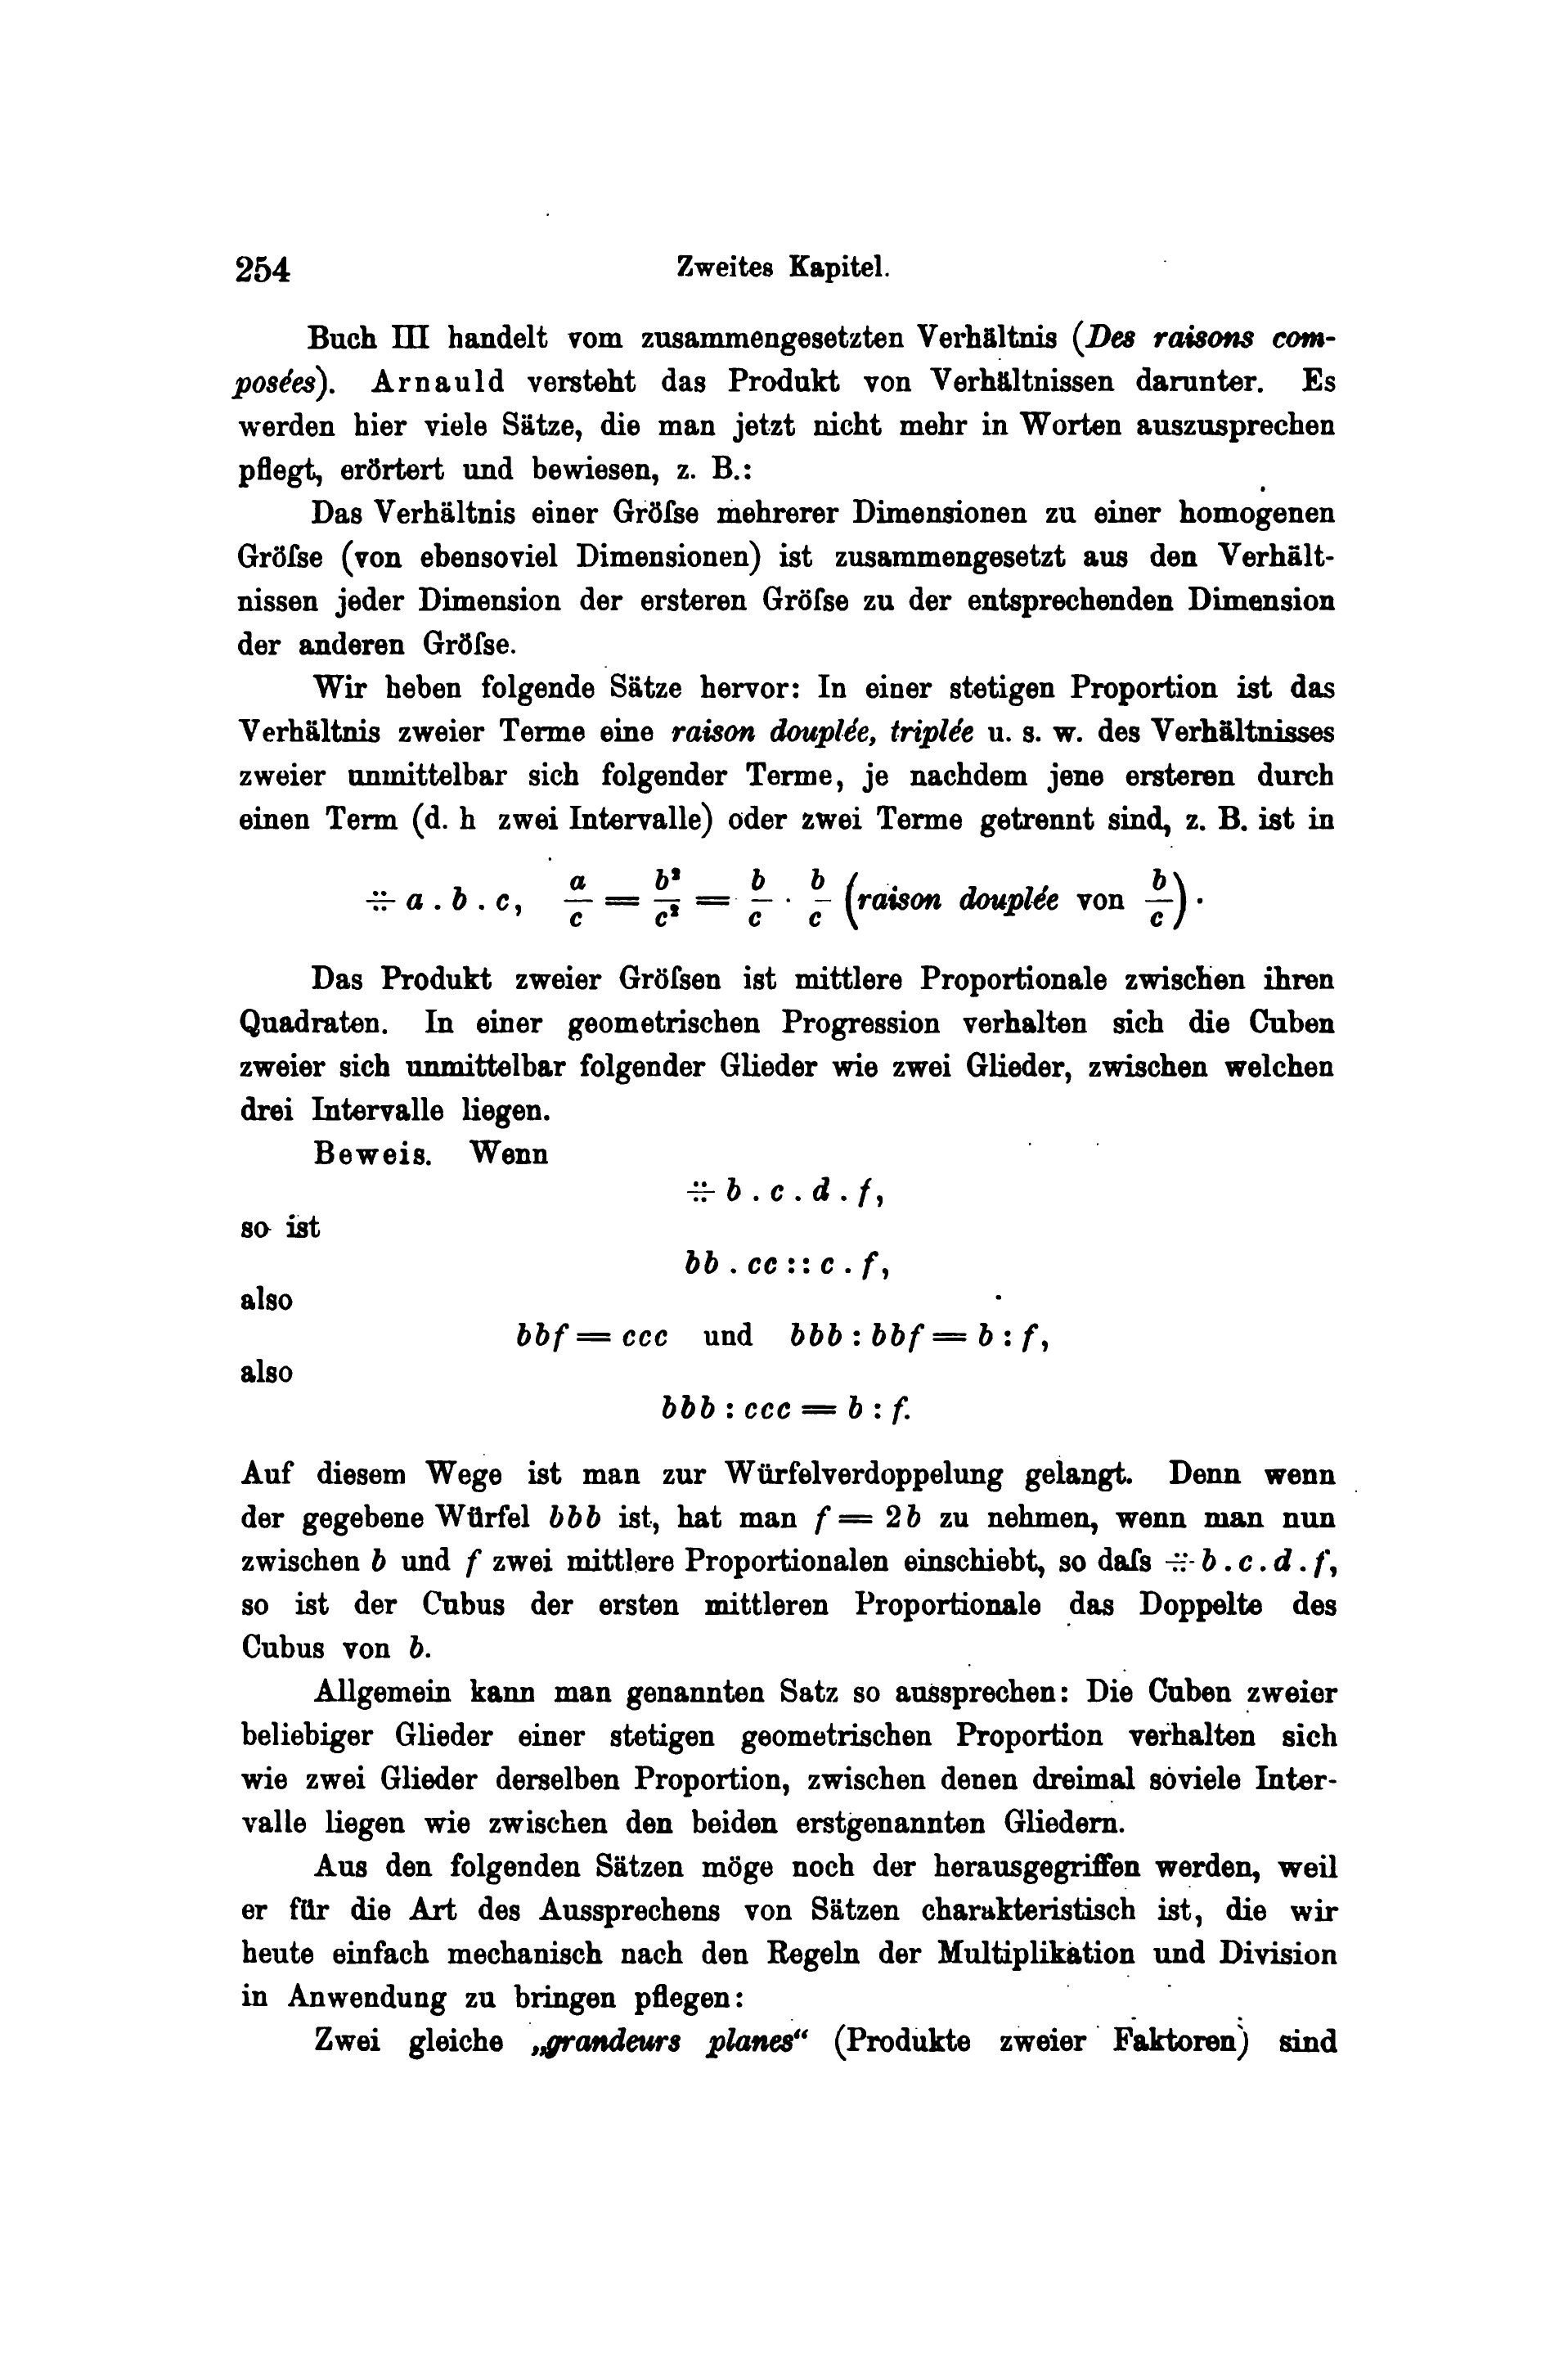 254 Zweites Kapitel.
Buch III handelt vom zusammengesetzten Verhältnis (Des raisons com-
posées). Arnauld versteht das Produkt von Verhältnissen darunter. Es
werden hier viele Sätze, die man jetzt nicht mehr in Worten auszusprechen
pflegt, erörtert und bewiesen, z. B.:
Das Verhältnis einer Gröſse mehrerer Dimensionen zu einer homogenen
Gröſse (von ebensoviel Dimensionen) ist zusammengesetzt aus den Verhält-
nissen jeder Dimension der ersteren Gröſse zu der entsprechenden Dimension
der anderen Gröſse.
Wir heben folgende Sätze hervor: In einer stetigen Proportion ist das
Verhältnis zweier Terme eine raison douplée, triplée u. s. w. des Verhältnisses
zweier unmittelbar sich folgender Terme, je nachdem jene ersteren durch
einen Term (d. h zwei Intervalle) oder zwei Terme getrennt sind, z. B. ist in
∺ a . b . c, a/c = b²/c² = b/c · b/c (raison douplée von b/c).
Das Produkt zweier Gröſsen ist mittlere Proportionale zwischen ihren
Quadraten. In einer geometrischen Progression verhalten sich die Cuben
zweier sich unmittelbar folgender Glieder wie zwei Glieder, zwischen welchen
drei Intervalle liegen.
Beweis. Wenn
∺ b . c . d . f,
so ist
bb . cc :: c . f,
also
bbf = ccc und bbb : bbf = b : f,
also
bbb : ccc = b : f.
Auf diesem Wege ist man zur Würfelverdoppelung gelangt. Denn wenn
der gegebene Würfel bbb ist, hat man f = 2b zu nehmen, wenn man nun
zwischen b und f zwei mittlere Proportionalen einschiebt, so daſs ∺ b . c . d . f,
so ist der Cubus der ersten mittleren Proportionale das Doppelte des
Cubus von b.
Allgemein kann man genannten Satz so aussprechen: Die Cuben zweier
beliebiger Glieder einer stetigen geometrischen Proportion verhalten sich
wie zwei Glieder derselben Proportion, zwischen denen dreimal soviele Inter-
valle liegen wie zwischen den beiden erstgenannten Gliedern.
Aus den folgenden Sätzen möge noch der herausgegriffen werden, weil
er für die Art des Aussprechens von Sätzen charakteristisch ist, die wir
heute einfach mechanisch nach den Regeln der Multiplikation und Division
in Anwendung zu bringen pflegen:
Zwei gleiche „grandeurs planes“ (Produkte zweier Faktoren) sind